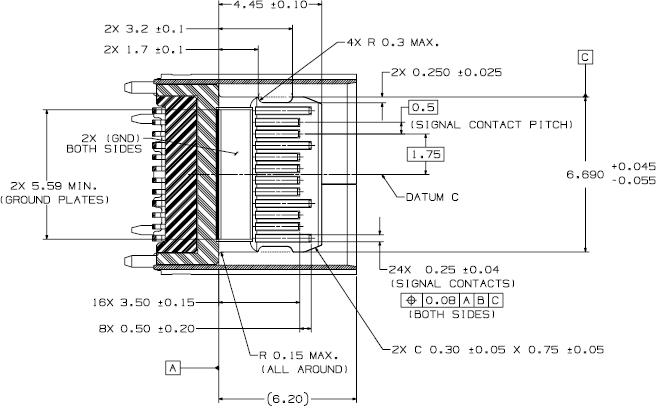 4.45 ±0.10
2X 3.2 ±0.1
2X 1.7 ±0.1
4X R 0.3 MAX.
C
2X 0.250 ±0.025
0.5
(SIGNAL CONTACT PITCH)
2X (GND)
BOTH SIDES
1.75
6.690 +0.045
-0.055
2X 5.59 MIN.
(GROUND PLATES)
DATUM C
24X 0.25 ±0.04
(SIGNAL CONTACTS)
⌖ 0.08 A B C
(BOTH SIDES)
16X 3.50 ±0.15
8X 0.50 ±0.20
R 0.15 MAX.
(ALL AROUND)
2X C 0.30 ±0.05 X 0.75 ±0.05
A
(6.20)